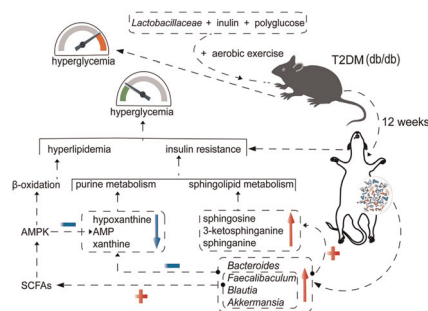 Lactobacillaceae + inulin + polyglucose
+ aerobic exercise
T2DM (db/db)
hyperglycemia
12 weeks
hyperglycemia
hyperlipidemia
insulin resistance
β-oxidation
purine metabolism
sphingolipid metabolism
AMPK
hypoxanthine
AMP
xanthine
sphingosine
3-ketosphinganine
sphinganine
SCFAs
Bacteroides
Faecalibaculum
Blautia
Akkermansia